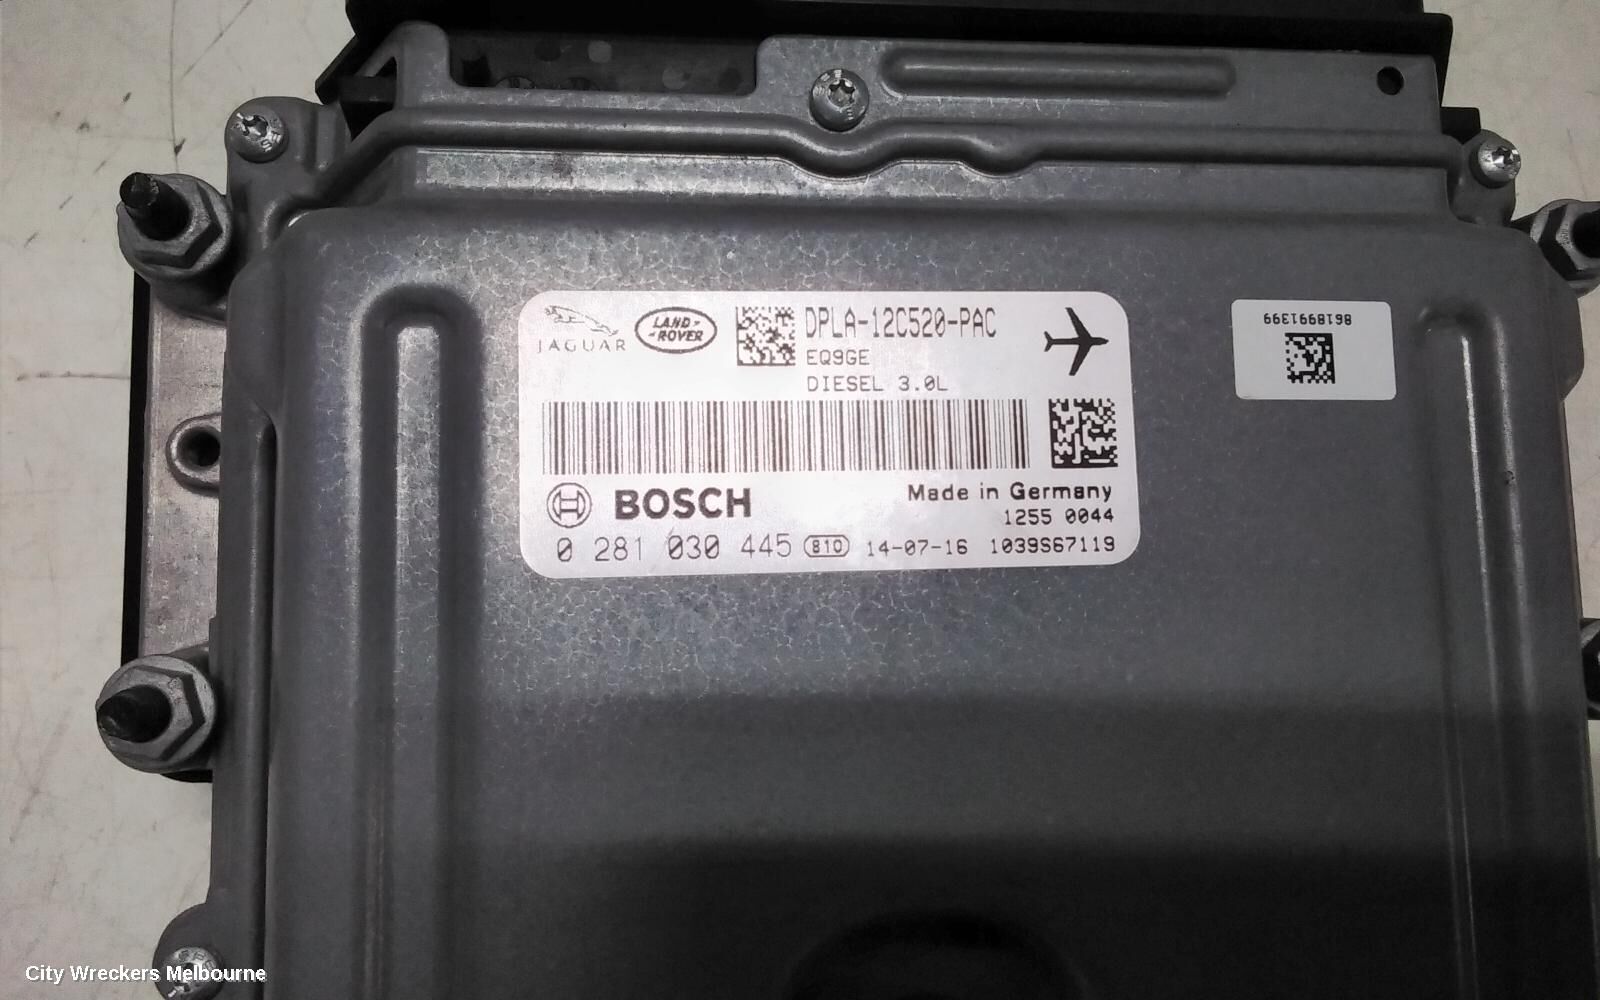 JAGUAR
LAND-
-ROVER
DPLA-12C520-PAC
EQ9GE
DIESEL 3.0L
8618991399
BOSCH
Made in Germany
1255 0044
0 281 030 445 810 14-07-16 1039S67119
City Wreckers Melbourne